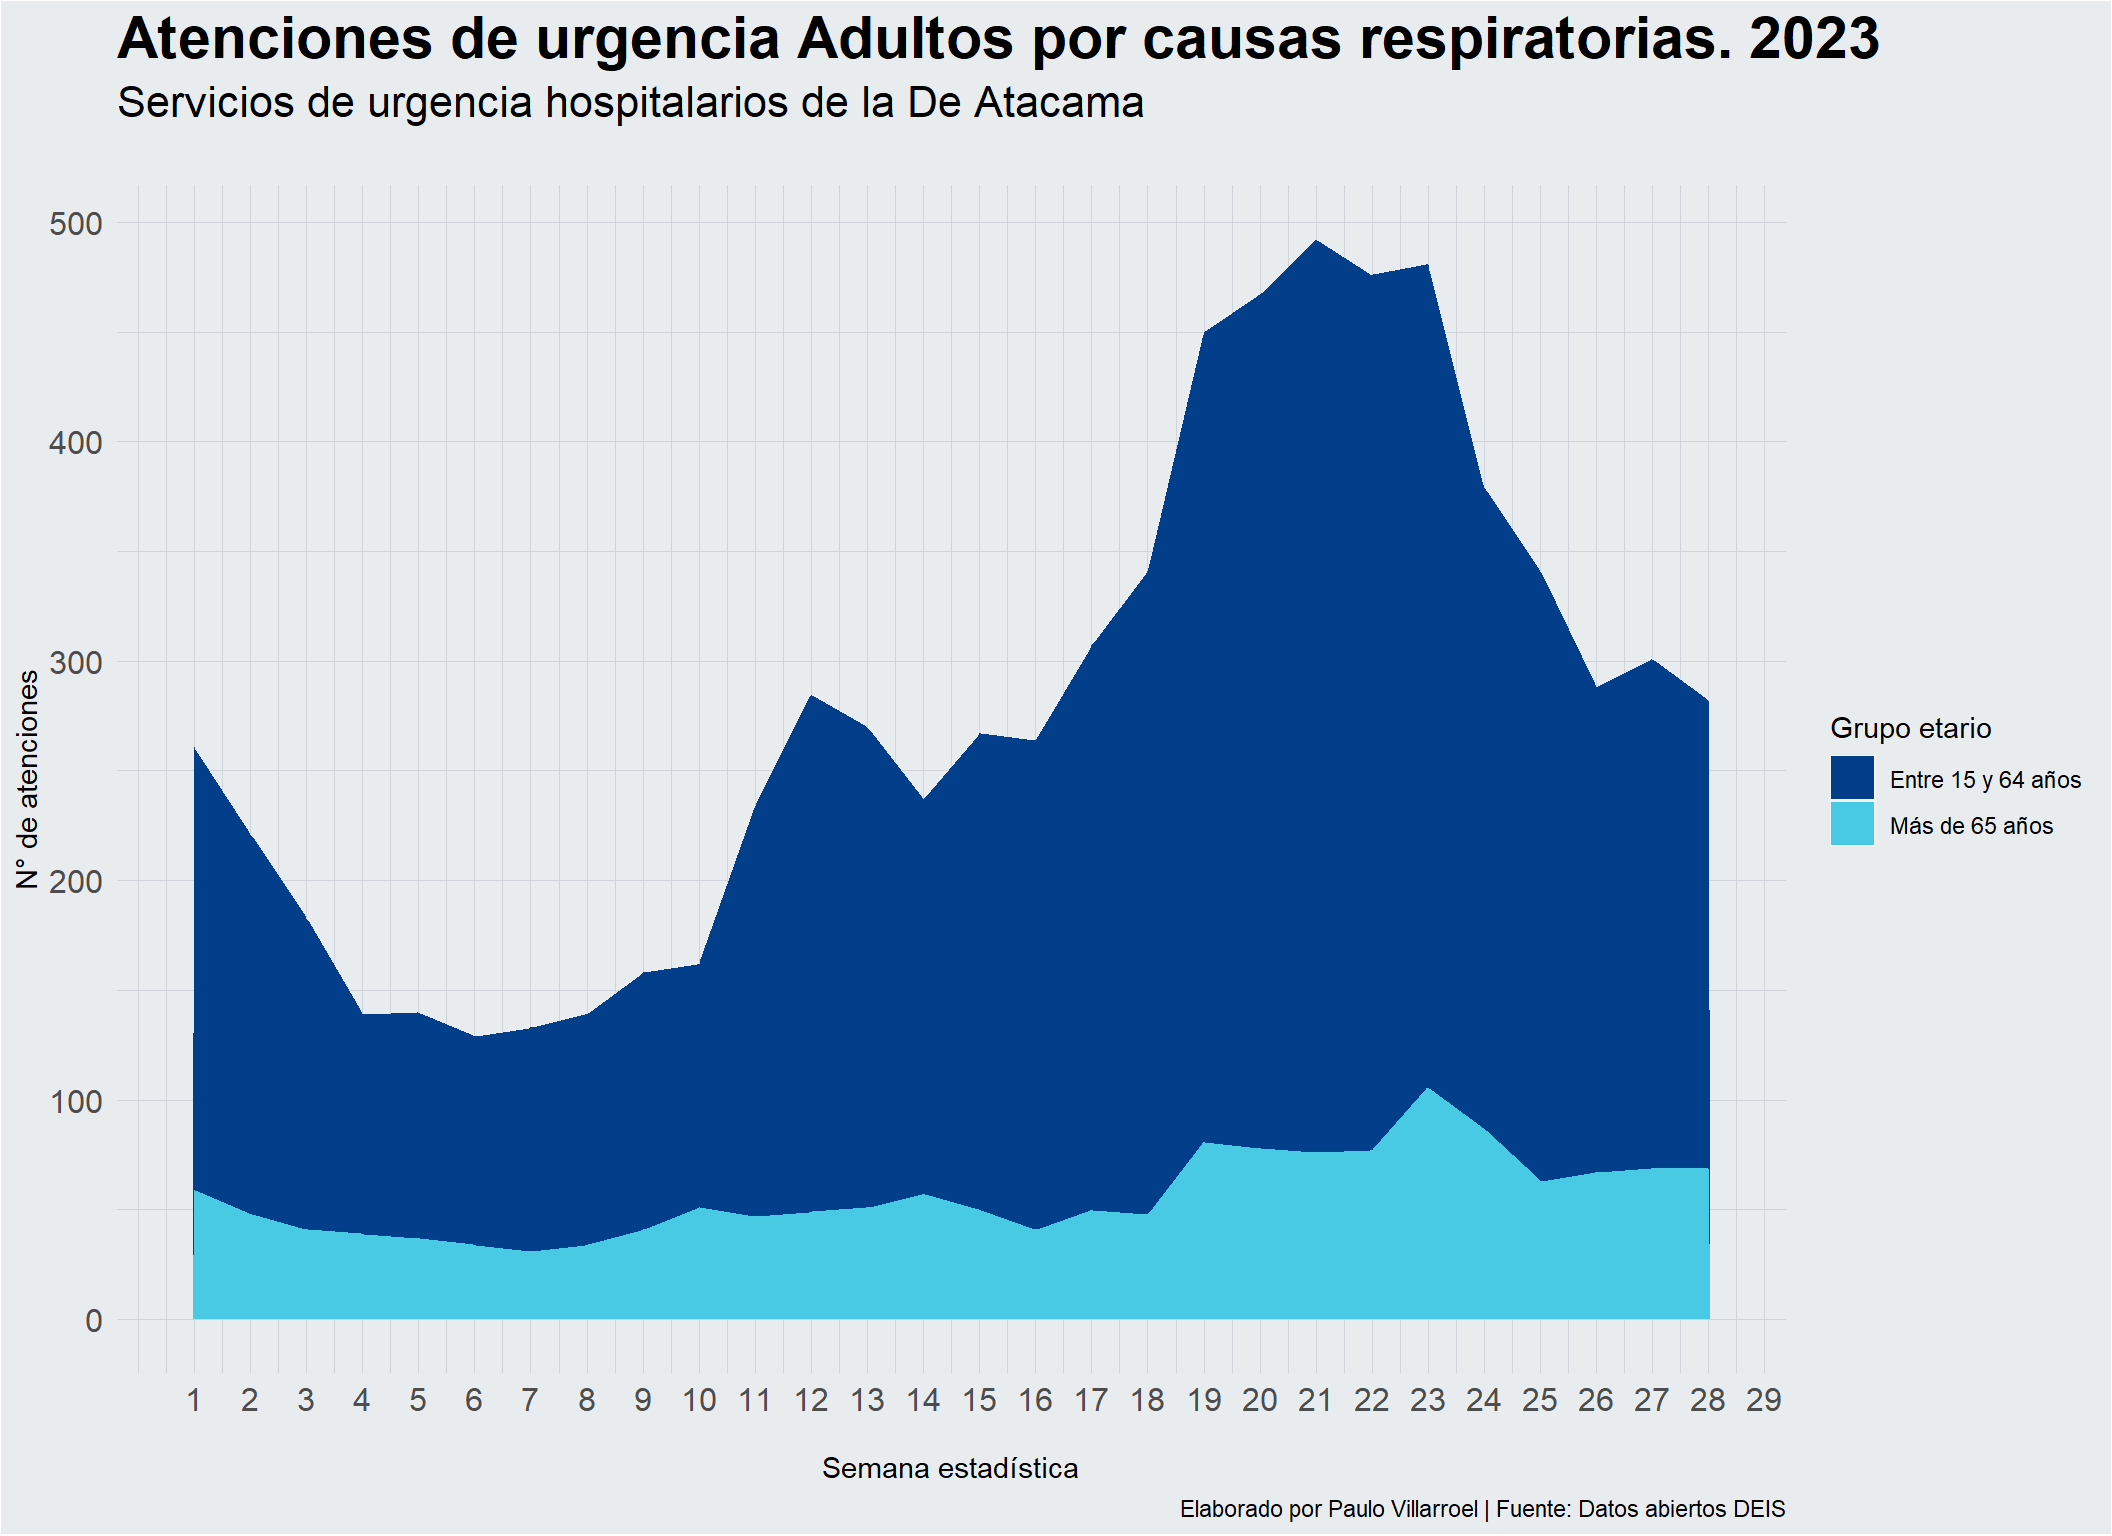 Atenciones de urgencia Adultos por causas respiratorias. 2023
Servicios de urgencia hospitalarios de la De Atacama
500
400
300
200
100
0
N° de atenciones
1 2 3 4 5 6 7 8 9 10 11 12 13 14 15 16 17 18 19 20 21 22 23 24 25 26 27 28 29
Semana estadística
Grupo etario
Entre 15 y 64 años
Más de 65 años
Elaborado por Paulo Villarroel | Fuente: Datos abiertos DEIS